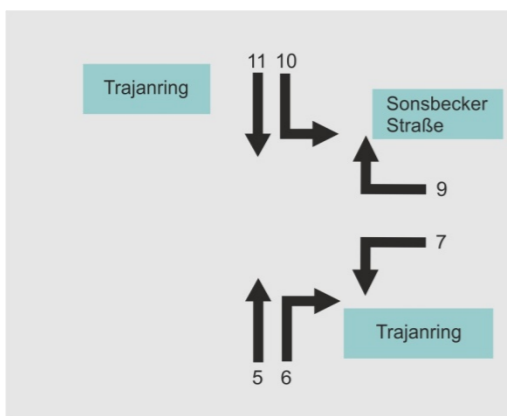 11 10
Trajanring
Sonsbecker
Straße
9
7
Trajanring
5 6